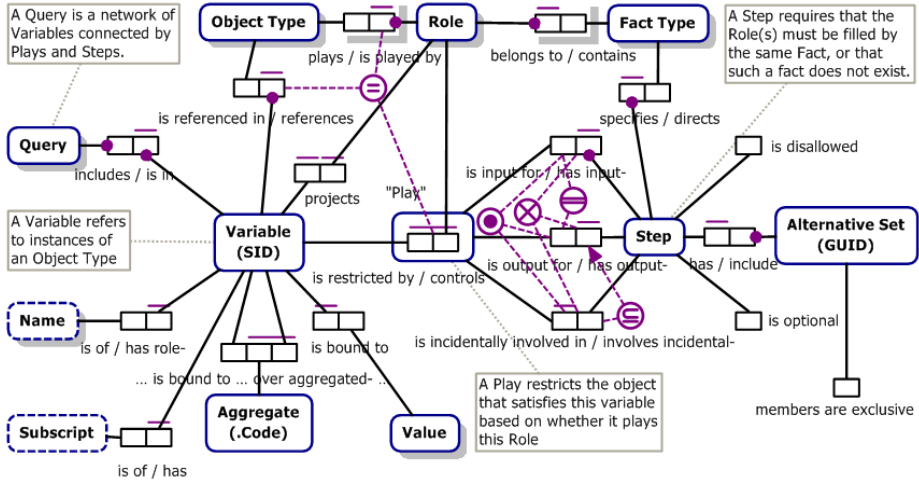 A Query is a network of
Variables connected by
Plays and Steps.
Object Type
Role
Fact Type
A Step requires that the
Role(s) must be filled by
the same Fact, or that
such a fact does not exist.
plays / is played by
belongs to / contains
is referenced in / references
specifies / directs
Query
includes / is in
projects
"Play"
is input for / has input-
is disallowed
A Variable refers
to instances of
an Object Type
Variable
(SID)
Step
Alternative Set
(GUID)
is restricted by / controls
is output for / has output-
has / include
Name
is of / has role-
is bound to
is incidentally involved in / involves incidental-
is optional
... is bound to ... over aggregated- ...
A Play restricts the object
that satisfies this variable
based on whether it plays
this Role
members are exclusive
Subscript
Aggregate
(.Code)
Value
is of / has